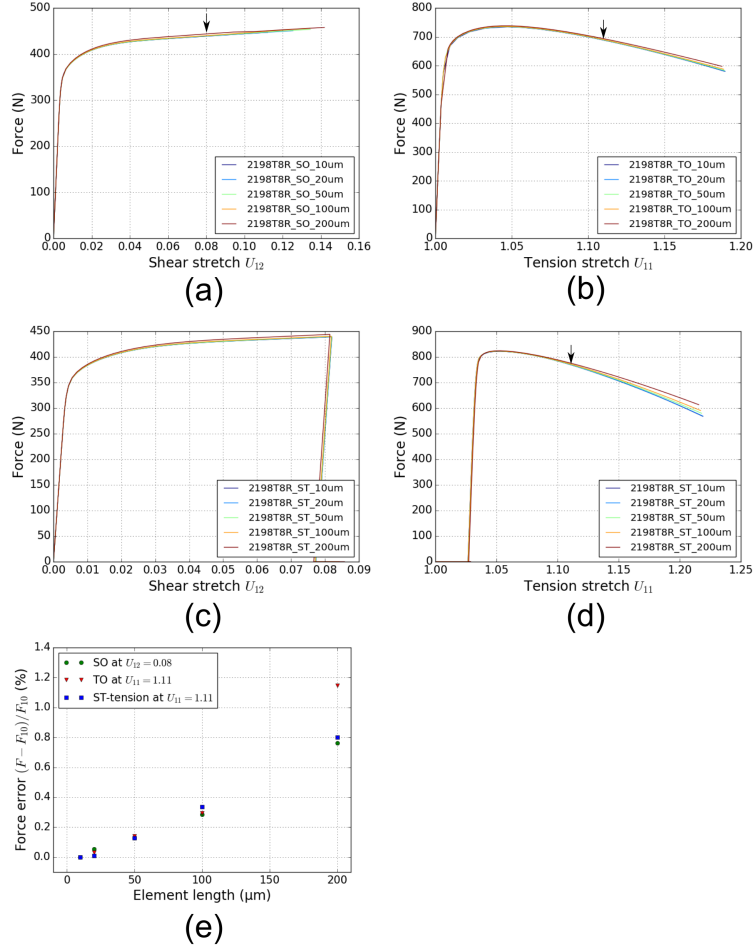 500
400
300
200
100
0
Force (N)
2198T8R_SO_10um
2198T8R_SO_20um
2198T8R_SO_50um
2198T8R_SO_100um
2198T8R_SO_200um
0.00 0.02 0.04 0.06 0.08 0.10 0.12 0.14 0.16
Shear stretch U12
(a)
800
700
600
500
400
300
200
100
0
Force (N)
2198T8R_TO_10um
2198T8R_TO_20um
2198T8R_TO_50um
2198T8R_TO_100um
2198T8R_TO_200um
1.00 1.05 1.10 1.15 1.20
Tension stretch U11
(b)
450
400
350
300
250
200
150
100
50
0
Force (N)
2198T8R_ST_10um
2198T8R_ST_20um
2198T8R_ST_50um
2198T8R_ST_100um
2198T8R_ST_200um
0.00 0.01 0.02 0.03 0.04 0.05 0.06 0.07 0.08 0.09
Shear stretch U12
(c)
900
800
700
600
500
400
300
200
100
0
Force (N)
2198T8R_ST_10um
2198T8R_ST_20um
2198T8R_ST_50um
2198T8R_ST_100um
2198T8R_ST_200um
1.00 1.05 1.10 1.15 1.20 1.25
Tension stretch U11
(d)
1.4
1.2
1.0
0.8
0.6
0.4
0.2
0.0
Force error (F − F10)/F10 (%)
SO at U12 = 0.08
TO at U11 = 1.11
ST-tension at U11 = 1.11
0 50 100 150 200
Element length (μm)
(e)